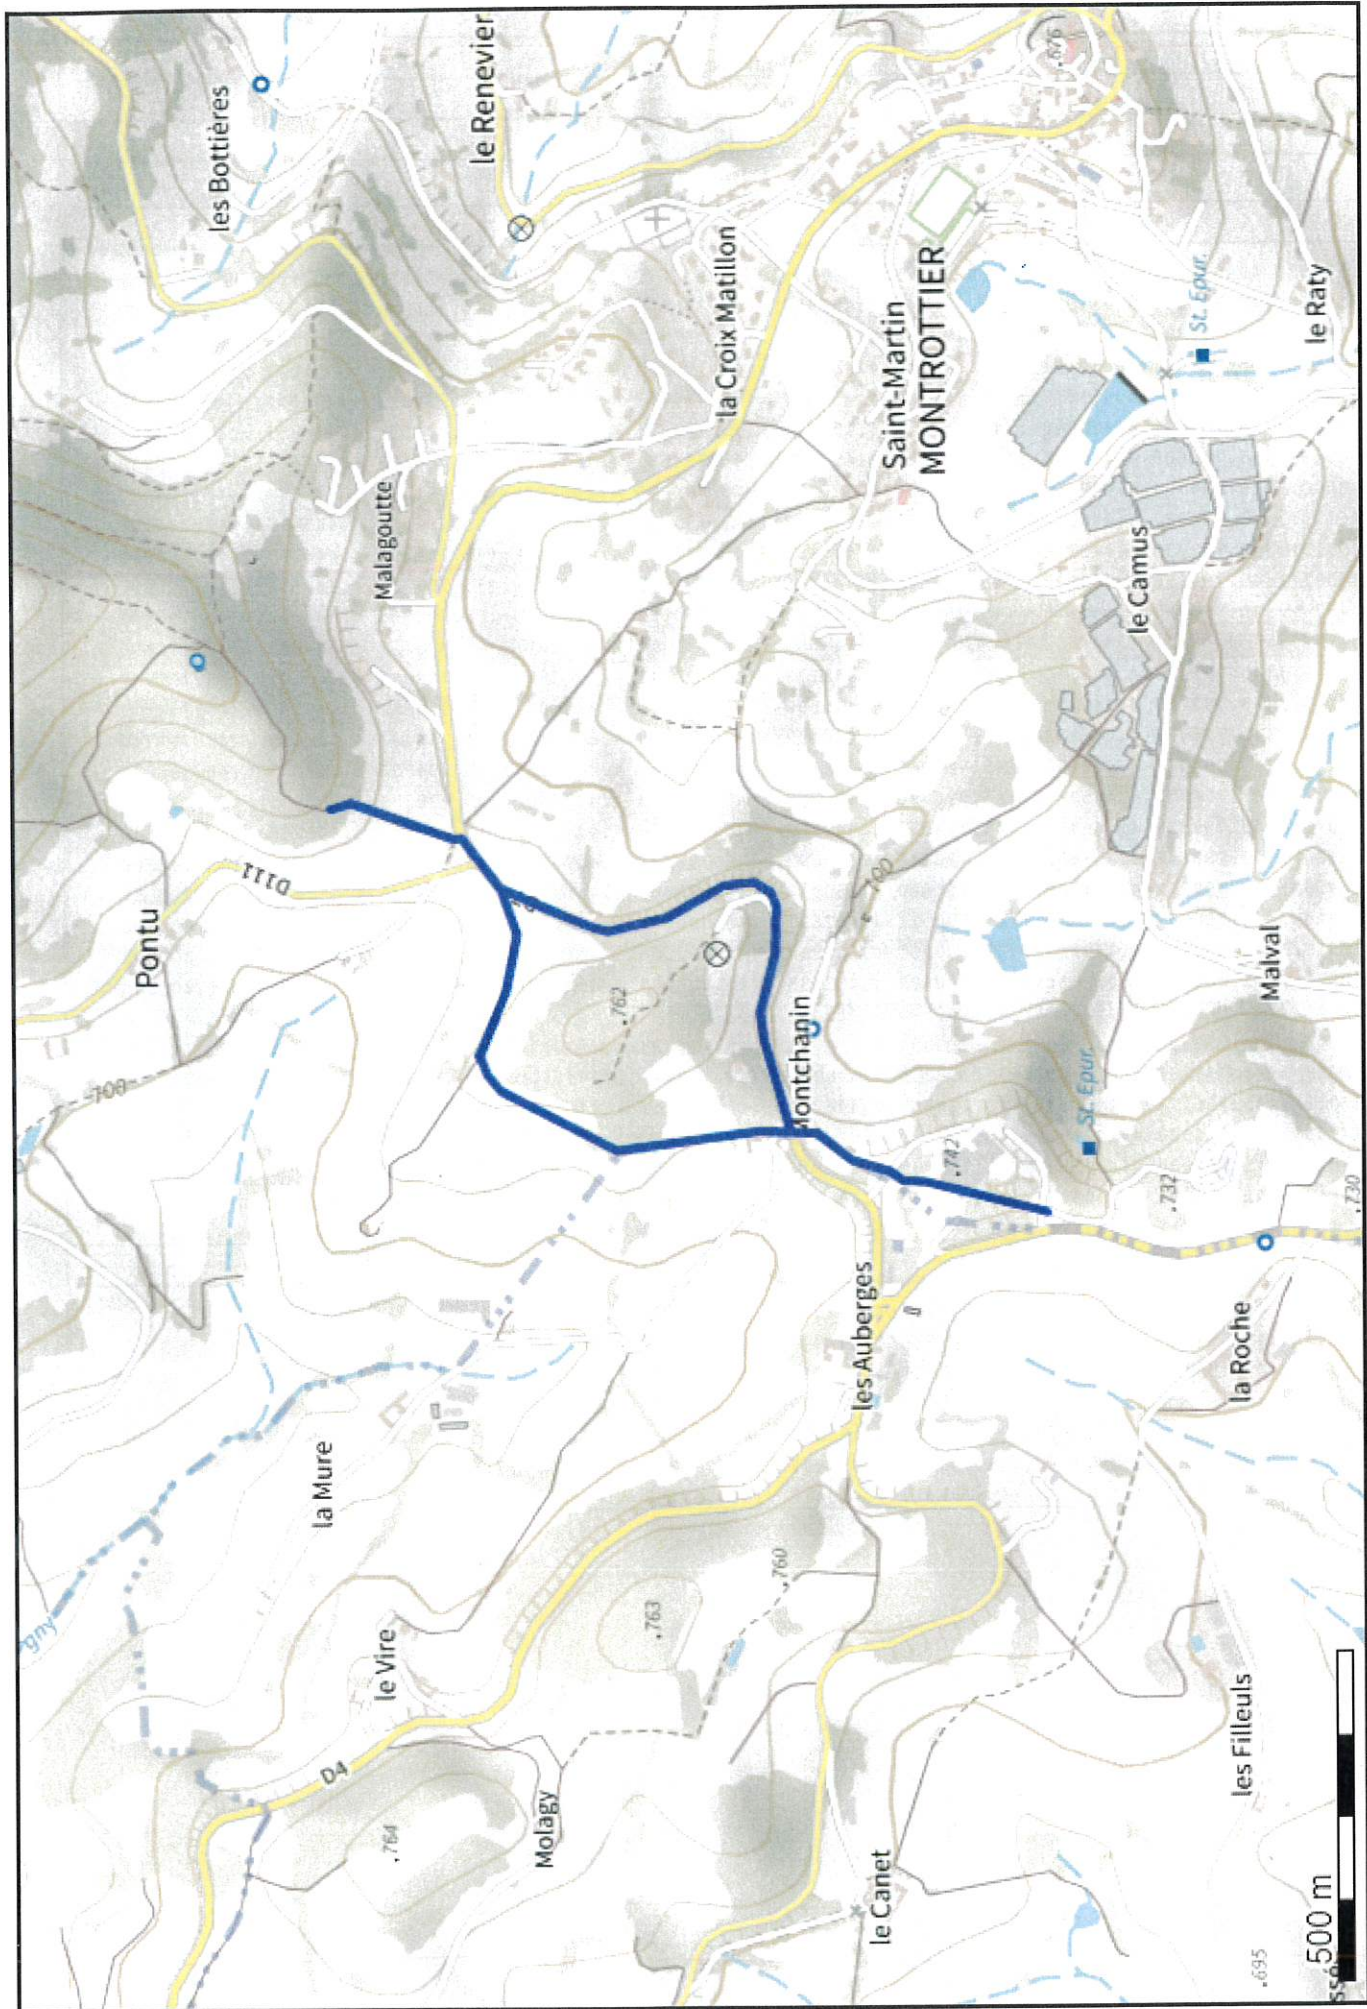 les Bottières
le Renevier
la Croix Matillon
.676
Saint-Martin
MONTROTTIER
St. Epur.
le Raty
Malagoutte
le Camus
Pontu
D111
700
.762
Montchanin
700
Malval
St. Epur.
.742
.732
.730
les Auberges
la Roche
la Mure
le Vire
.763
.760
D4
.764
Molagy
le Canet
les Filleuls
.695
500 m